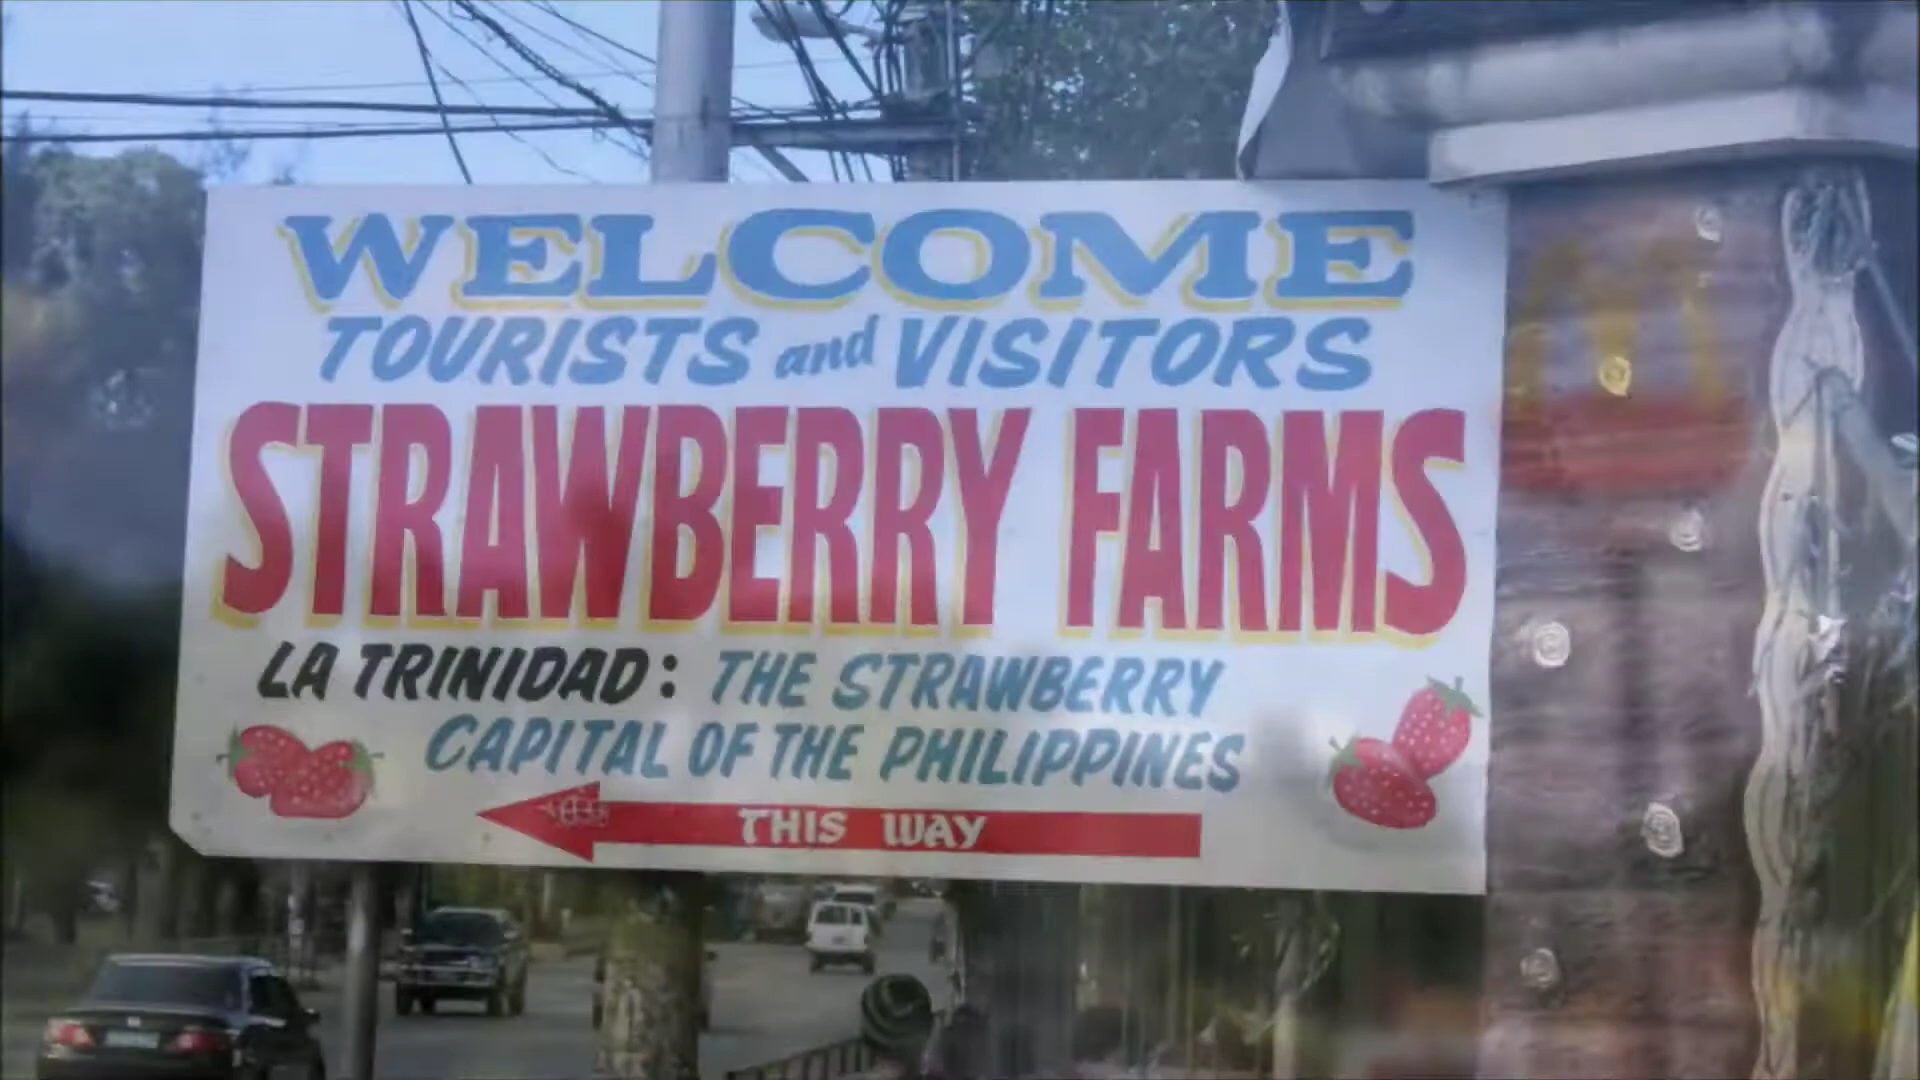 WELCOME
TOURISTS and VISITORS
STRAWBERRY FARMS
LA TRINIDAD: THE STRAWBERRY
CAPITAL OF THE PHILIPPINES
THIS WAY